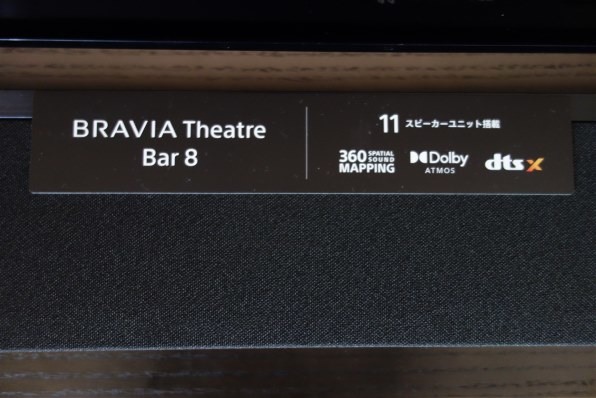 BRAVIA Theatre
Bar 8
11 スピーカーユニット搭載
360 SPATIAL SOUND
MAPPING
Dolby
ATMOS
dts X